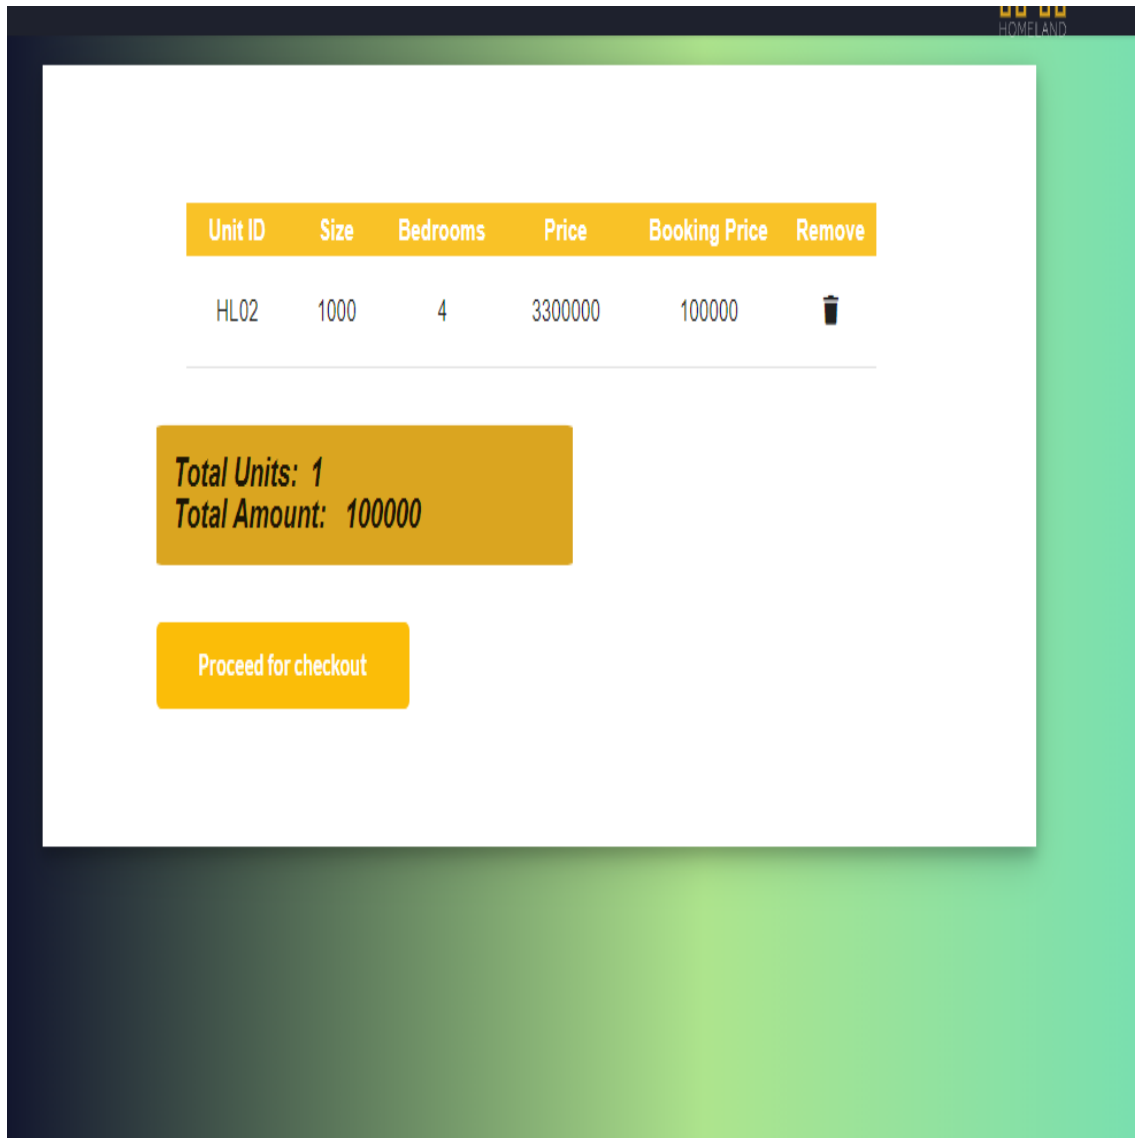 HOMELAND
Unit ID Size Bedrooms Price Booking Price Remove
HL02 1000 4 3300000 100000
Total Units: 1
Total Amount: 100000
Proceed for checkout